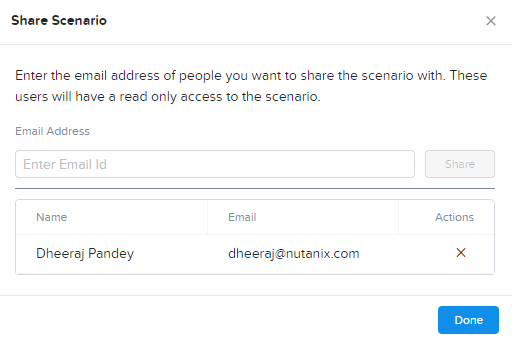 Share Scenario
Enter the email address of people you want to share the scenario with. These
users will have a read only access to the scenario.
Email Address
Enter Email Id
Share
Name Email Actions
Dheeraj Pandey dheeraj@nutanix.com
Done